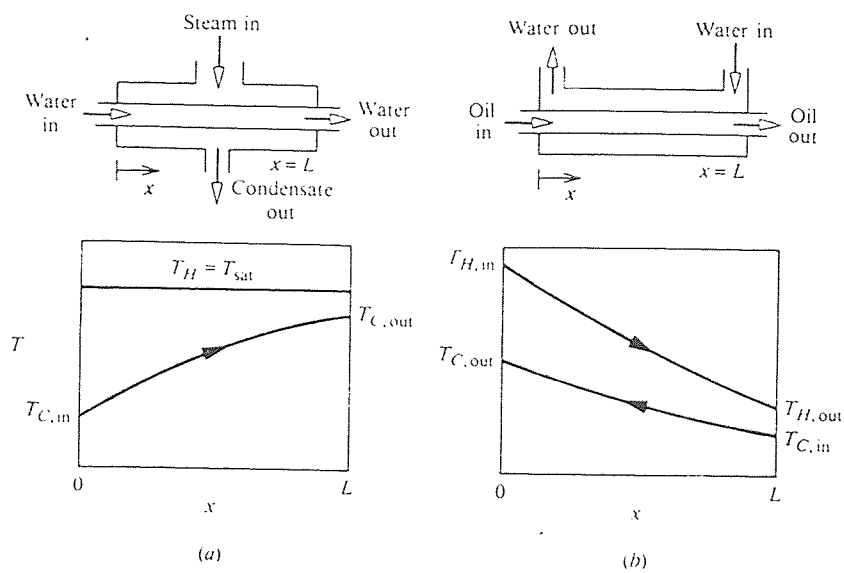 Steam in
Water in
Water out
x = L
x
Condensate out
T_H = T_sat
T_C,out
T
T_C,in
0
L
x
(a)
Water out
Water in
Oil in
Oil out
x = L
x
T_H,in
T_C,out
T_H,out
T_C,in
0
L
x
(b)